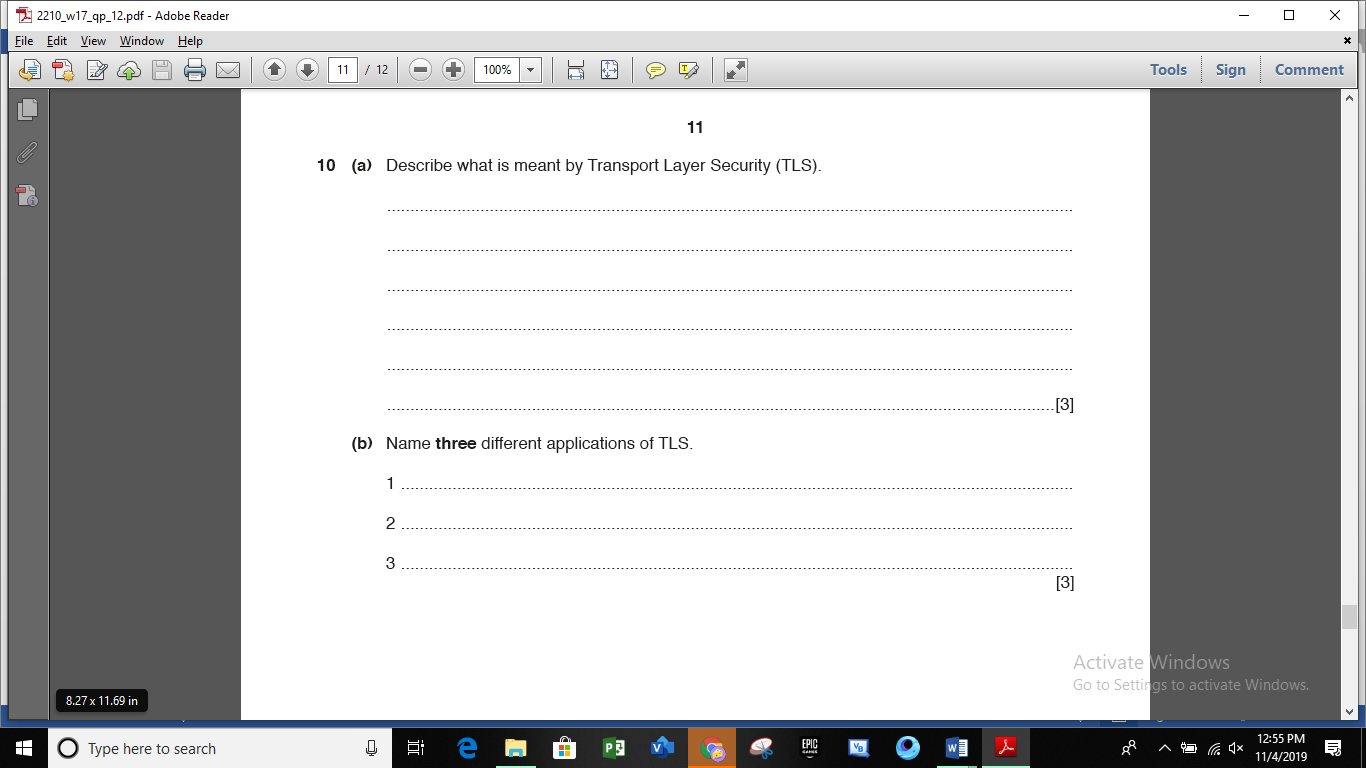 2210_w17_qp_12.pdf - Adobe Reader
File Edit View Window Help
11 / 12 100% Tools Sign Comment
11
10 (a) Describe what is meant by Transport Layer Security (TLS).
[3]
(b) Name three different applications of TLS.
1
2
3
[3]
Activate Windows
Go to Settings to activate Windows.
8.27 x 11.69 in
Type here to search
12:55 PM
11/4/2019